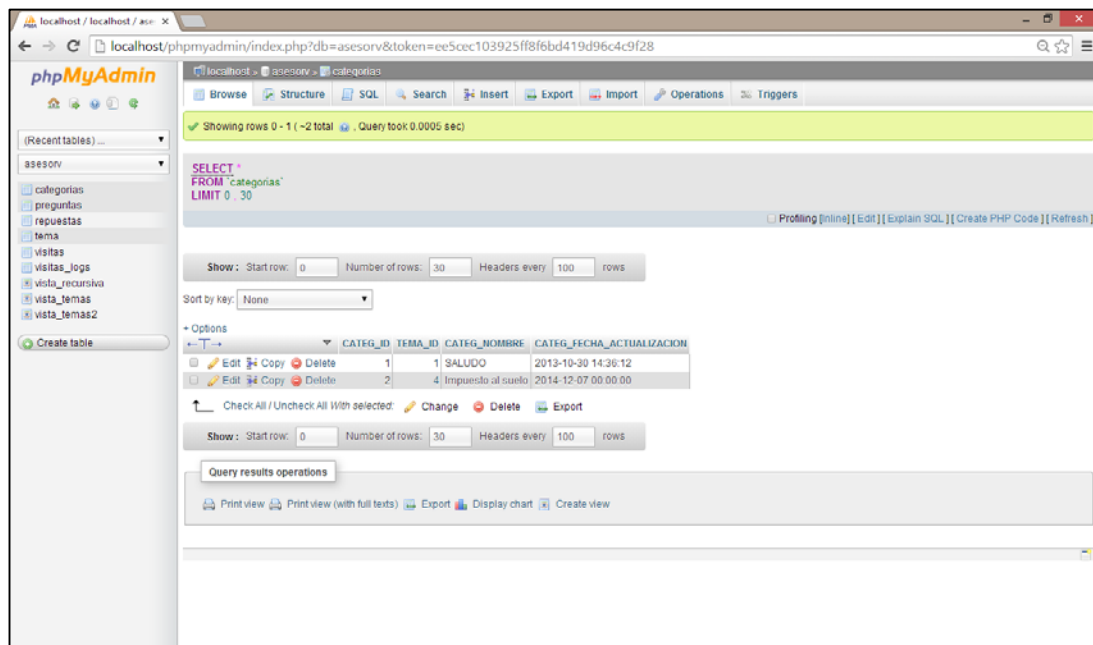 localhost / localhost / ase
localhost/phpmyadmin/index.php?db=asesorv&token=ee5cec103925ff8f6bd419d96c4c9f28
phpMyAdmin
(Recent tables) ...
asesorv
categorias
preguntas
repuestas
tema
visitas
visitas_logs
vista_recursiva
vista_temas
vista_temas2
Create table
localhost » asesorv » categorias
Browse Structure SQL Search Insert Export Import Operations Triggers
Showing rows 0 - 1 ( ~2 total , Query took 0.0005 sec)
SELECT *
FROM `categorias`
LIMIT 0 , 30
Profiling [Inline] [ Edit ] [ Explain SQL ] [ Create PHP Code ] [ Refresh ]
Show : Start row: 0 Number of rows: 30 Headers every 100 rows
Sort by key: None
+ Options
←T→ CATEG_ID TEMA_ID CATEG_NOMBRE CATEG_FECHA_ACTUALIZACION
Edit Copy Delete 1 1 SALUDO 2013-10-30 14:36:12
Edit Copy Delete 2 4 Impuesto al suelo 2014-12-07 00:00:00
Check All / Uncheck All With selected: Change Delete Export
Show : Start row: 0 Number of rows: 30 Headers every 100 rows
Query results operations
Print view Print view (with full texts) Export Display chart Create view